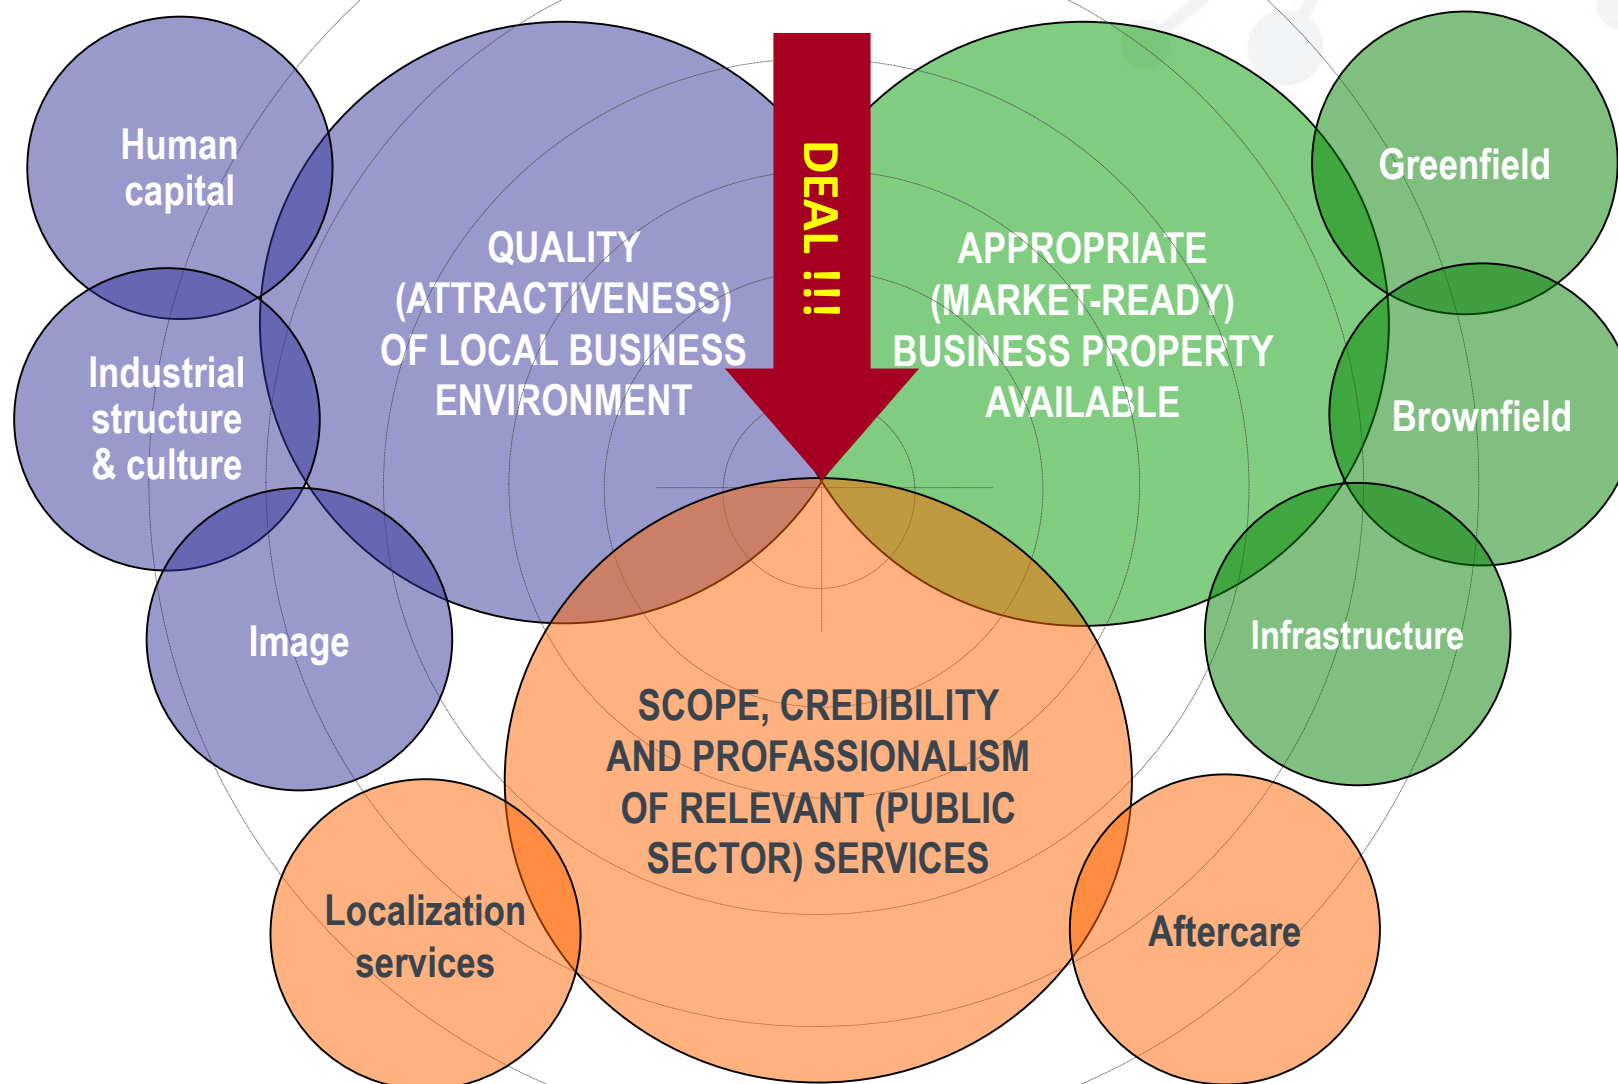 Human
capital
Industrial
structure
& culture
Image
QUALITY
(ATTRACTIVENESS)
OF LOCAL BUSINESS
ENVIRONMENT
DEAL !!!
APPROPRIATE
(MARKET-READY)
BUSINESS PROPERTY
AVAILABLE
Greenfield
Brownfield
Infrastructure
SCOPE, CREDIBILITY
AND PROFASSIONALISM
OF RELEVANT (PUBLIC
SECTOR) SERVICES
Localization
services
Aftercare